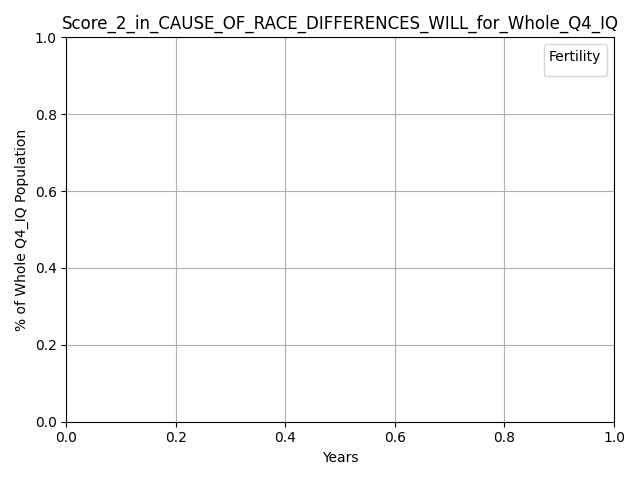 Score_2_in_CAUSE_OF_RACE_DIFFERENCES_WILL_for_Whole_Q4_IQ
Fertility
% of Whole Q4_IQ Population
1.0
0.8
0.6
0.4
0.2
0.0
0.0 0.2 0.4 0.6 0.8 1.0
Years